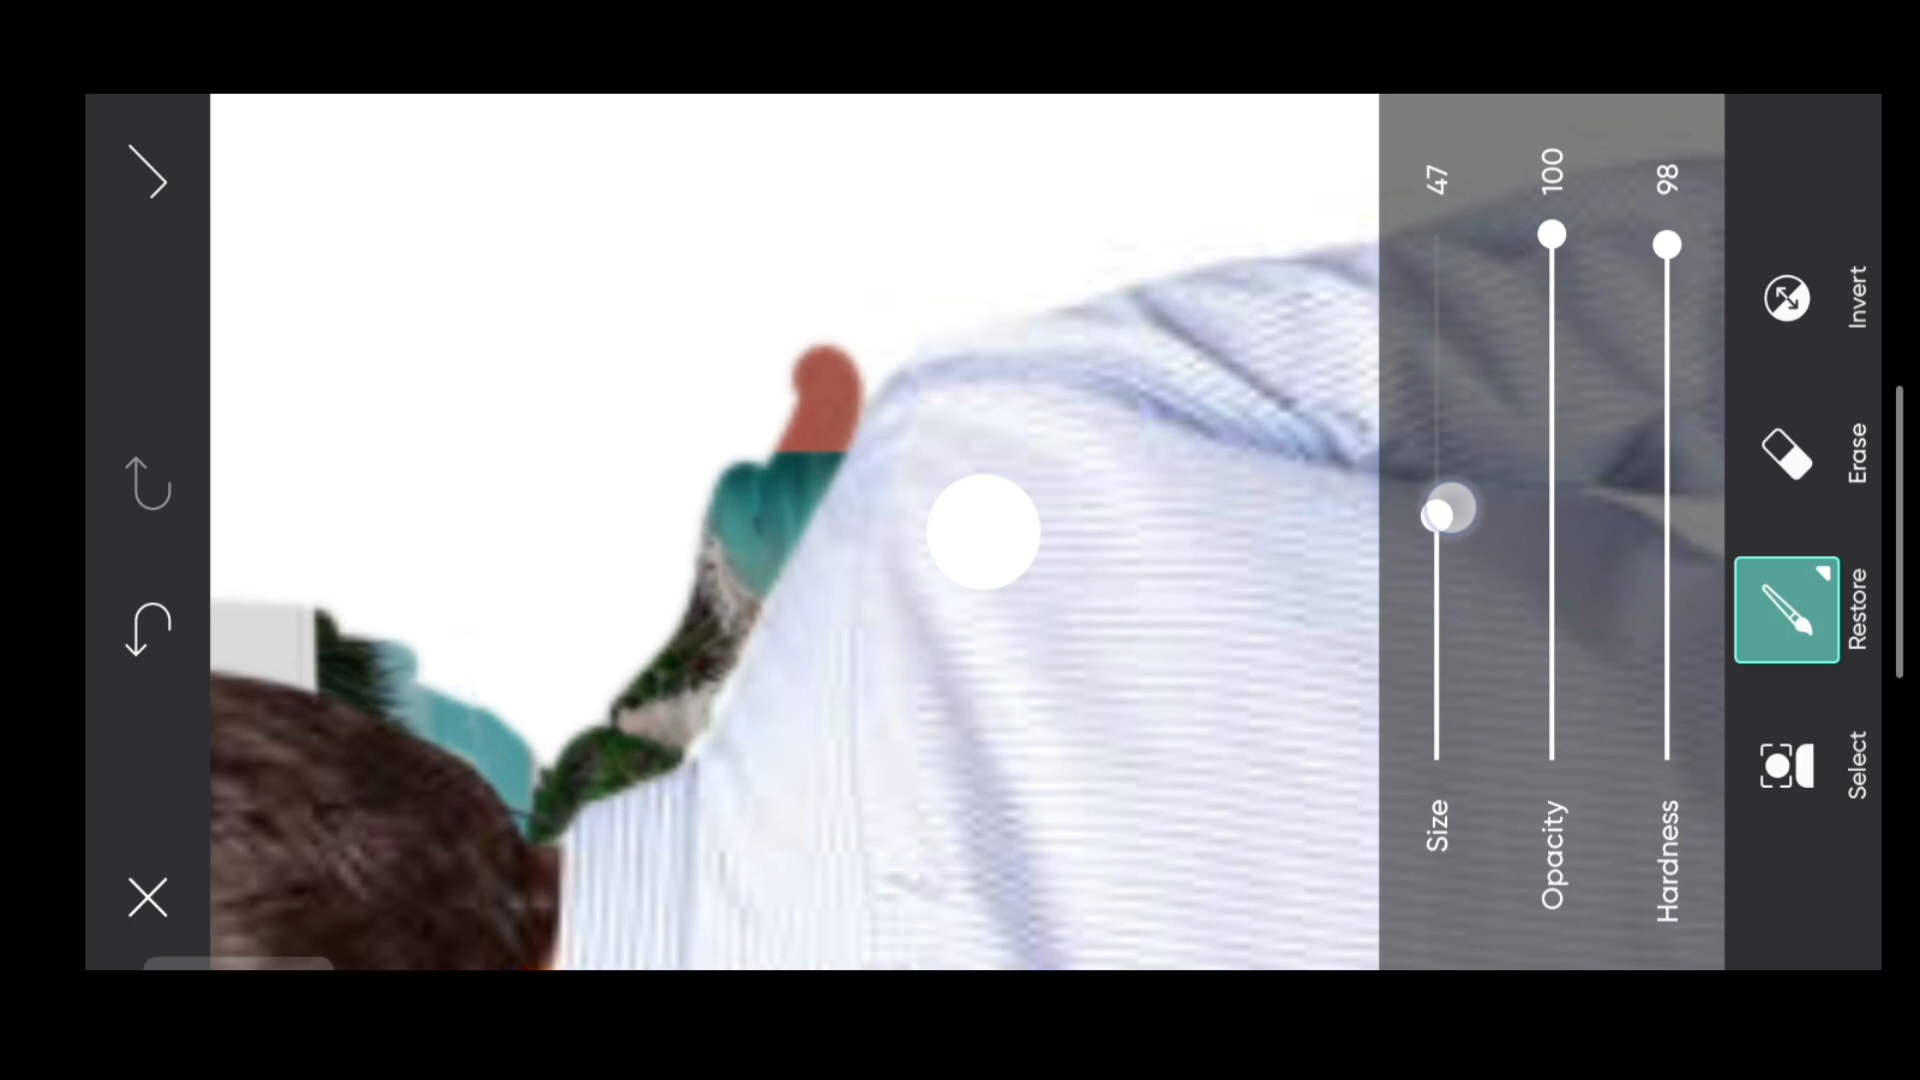 Size 47
Opacity 100
Hardness 98
Select
Restore
Erase
Invert